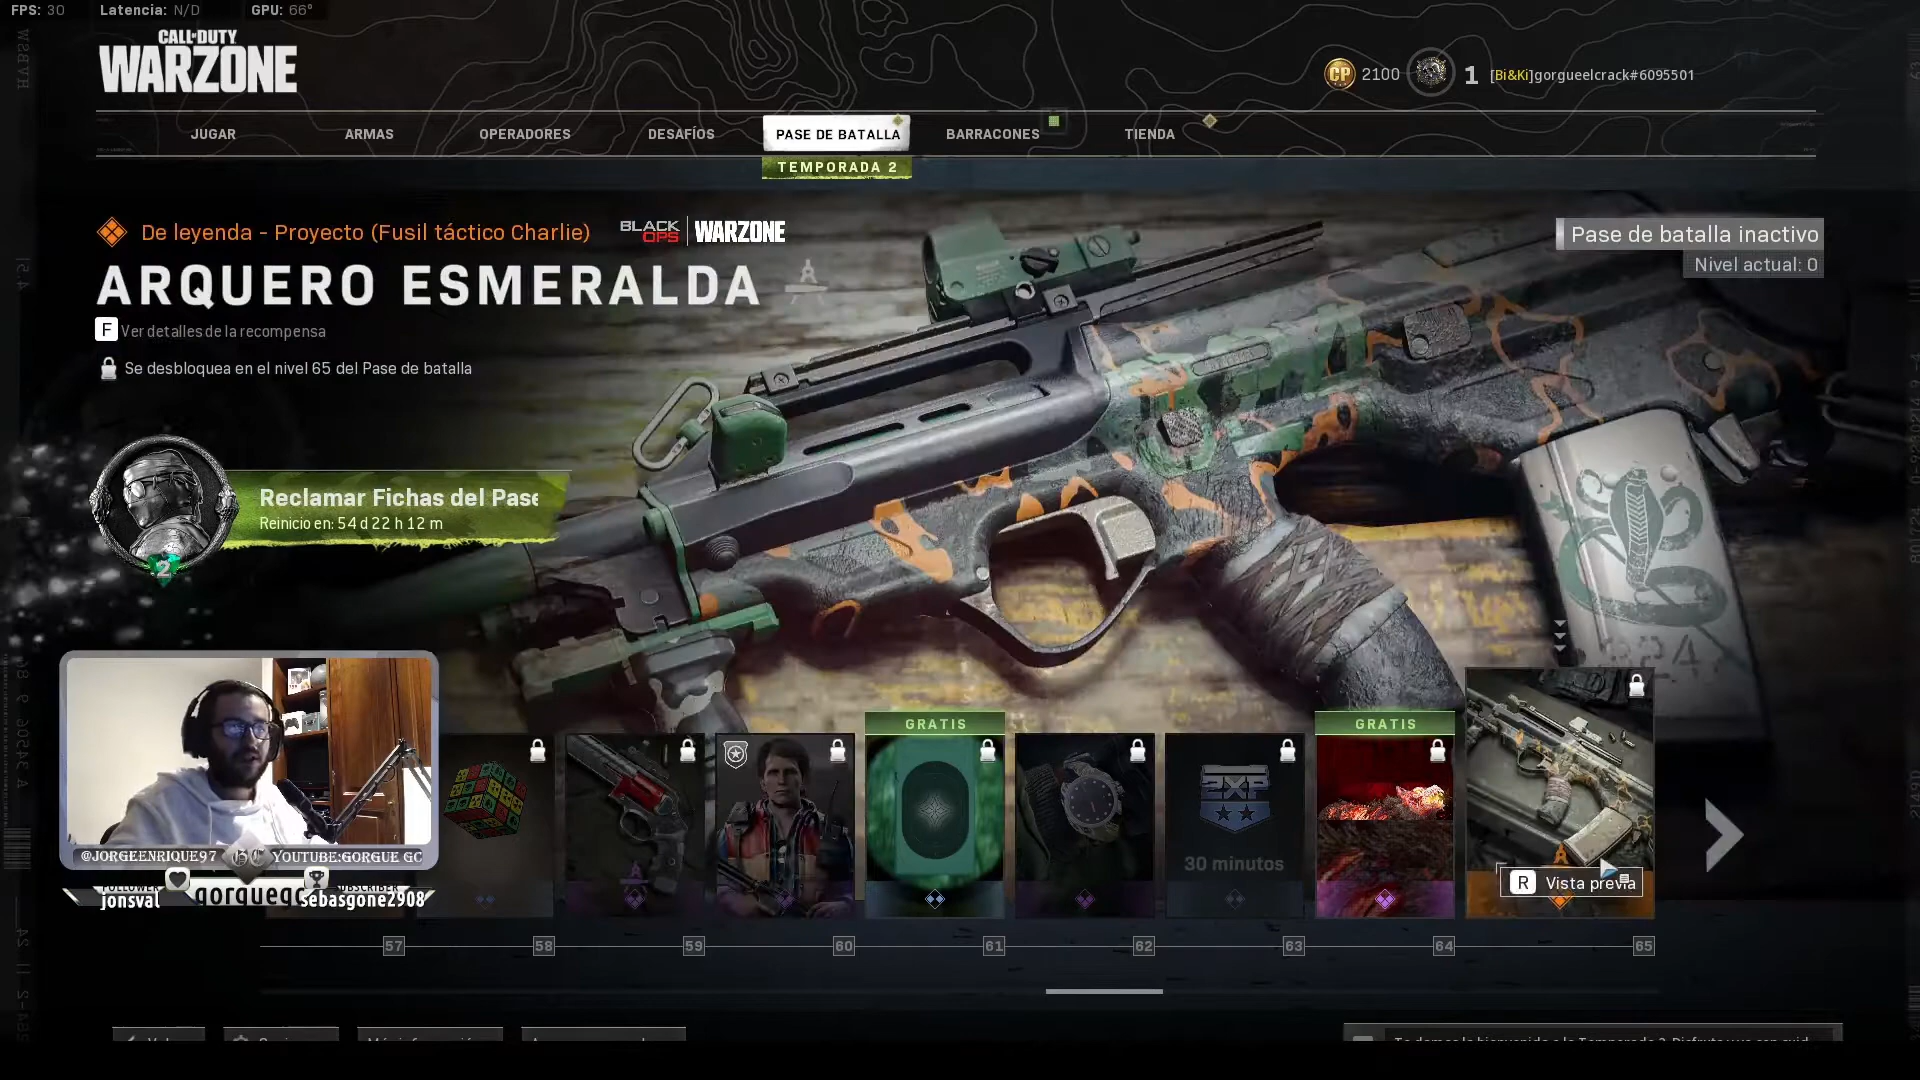 FPS: 30 Latencia: N/D GPU: 66°
CALL OF DUTY
WARZONE
CP 2100 1 [Bi&Ki]gorgueelcrack#6095501
JUGAR ARMAS OPERADORES DESAFÍOS PASE DE BATALLA BARRACONES TIENDA
TEMPORADA 2
De leyenda - Proyecto (Fusil táctico Charlie) BLACK OPS WARZONE
Pase de batalla inactivo
Nivel actual: 0
ARQUERO ESMERALDA
F Ver detalles de la recompensa
Se desbloquea en el nivel 65 del Pase de batalla
Reclamar Fichas del Pase
Reinicio en: 54 d 22 h 12 m
2
GRATIS GRATIS
2XP
30 minutos
R Vista previa
@JORGEENRIQUE97 GC YOUTUBE:GORGUE GC
jonsval gorguegc sebasgone2908
57 58 59 60 61 62 63 64 65